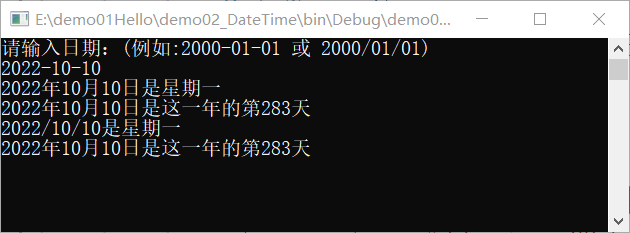 E:\demo01Hello\demo02_DateTime\bin\Debug\demo0...
请输入日期：(例如:2000-01-01 或 2000/01/01)
2022-10-10
2022年10月10日是星期一
2022年10月10日是这一年的第283天
2022/10/10是星期一
2022年10月10日是这一年的第283天